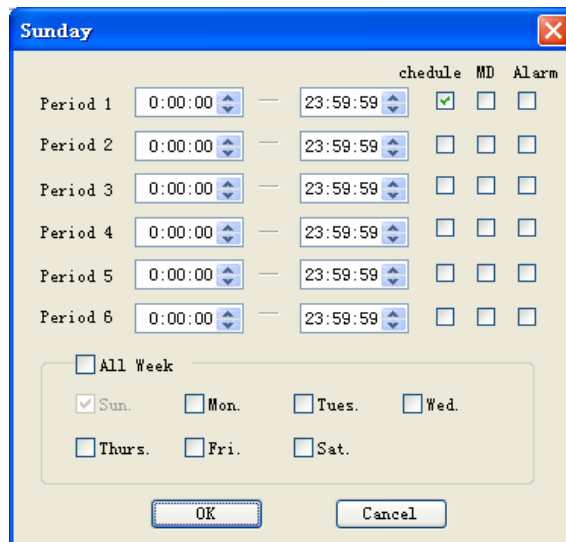 Sunday
chedule MD Alarm
Period 1 0:00:00 — 23:59:59
Period 2 0:00:00 — 23:59:59
Period 3 0:00:00 — 23:59:59
Period 4 0:00:00 — 23:59:59
Period 5 0:00:00 — 23:59:59
Period 6 0:00:00 — 23:59:59
All Week
Sun. Mon. Tues. Wed.
Thurs. Fri. Sat.
OK Cancel